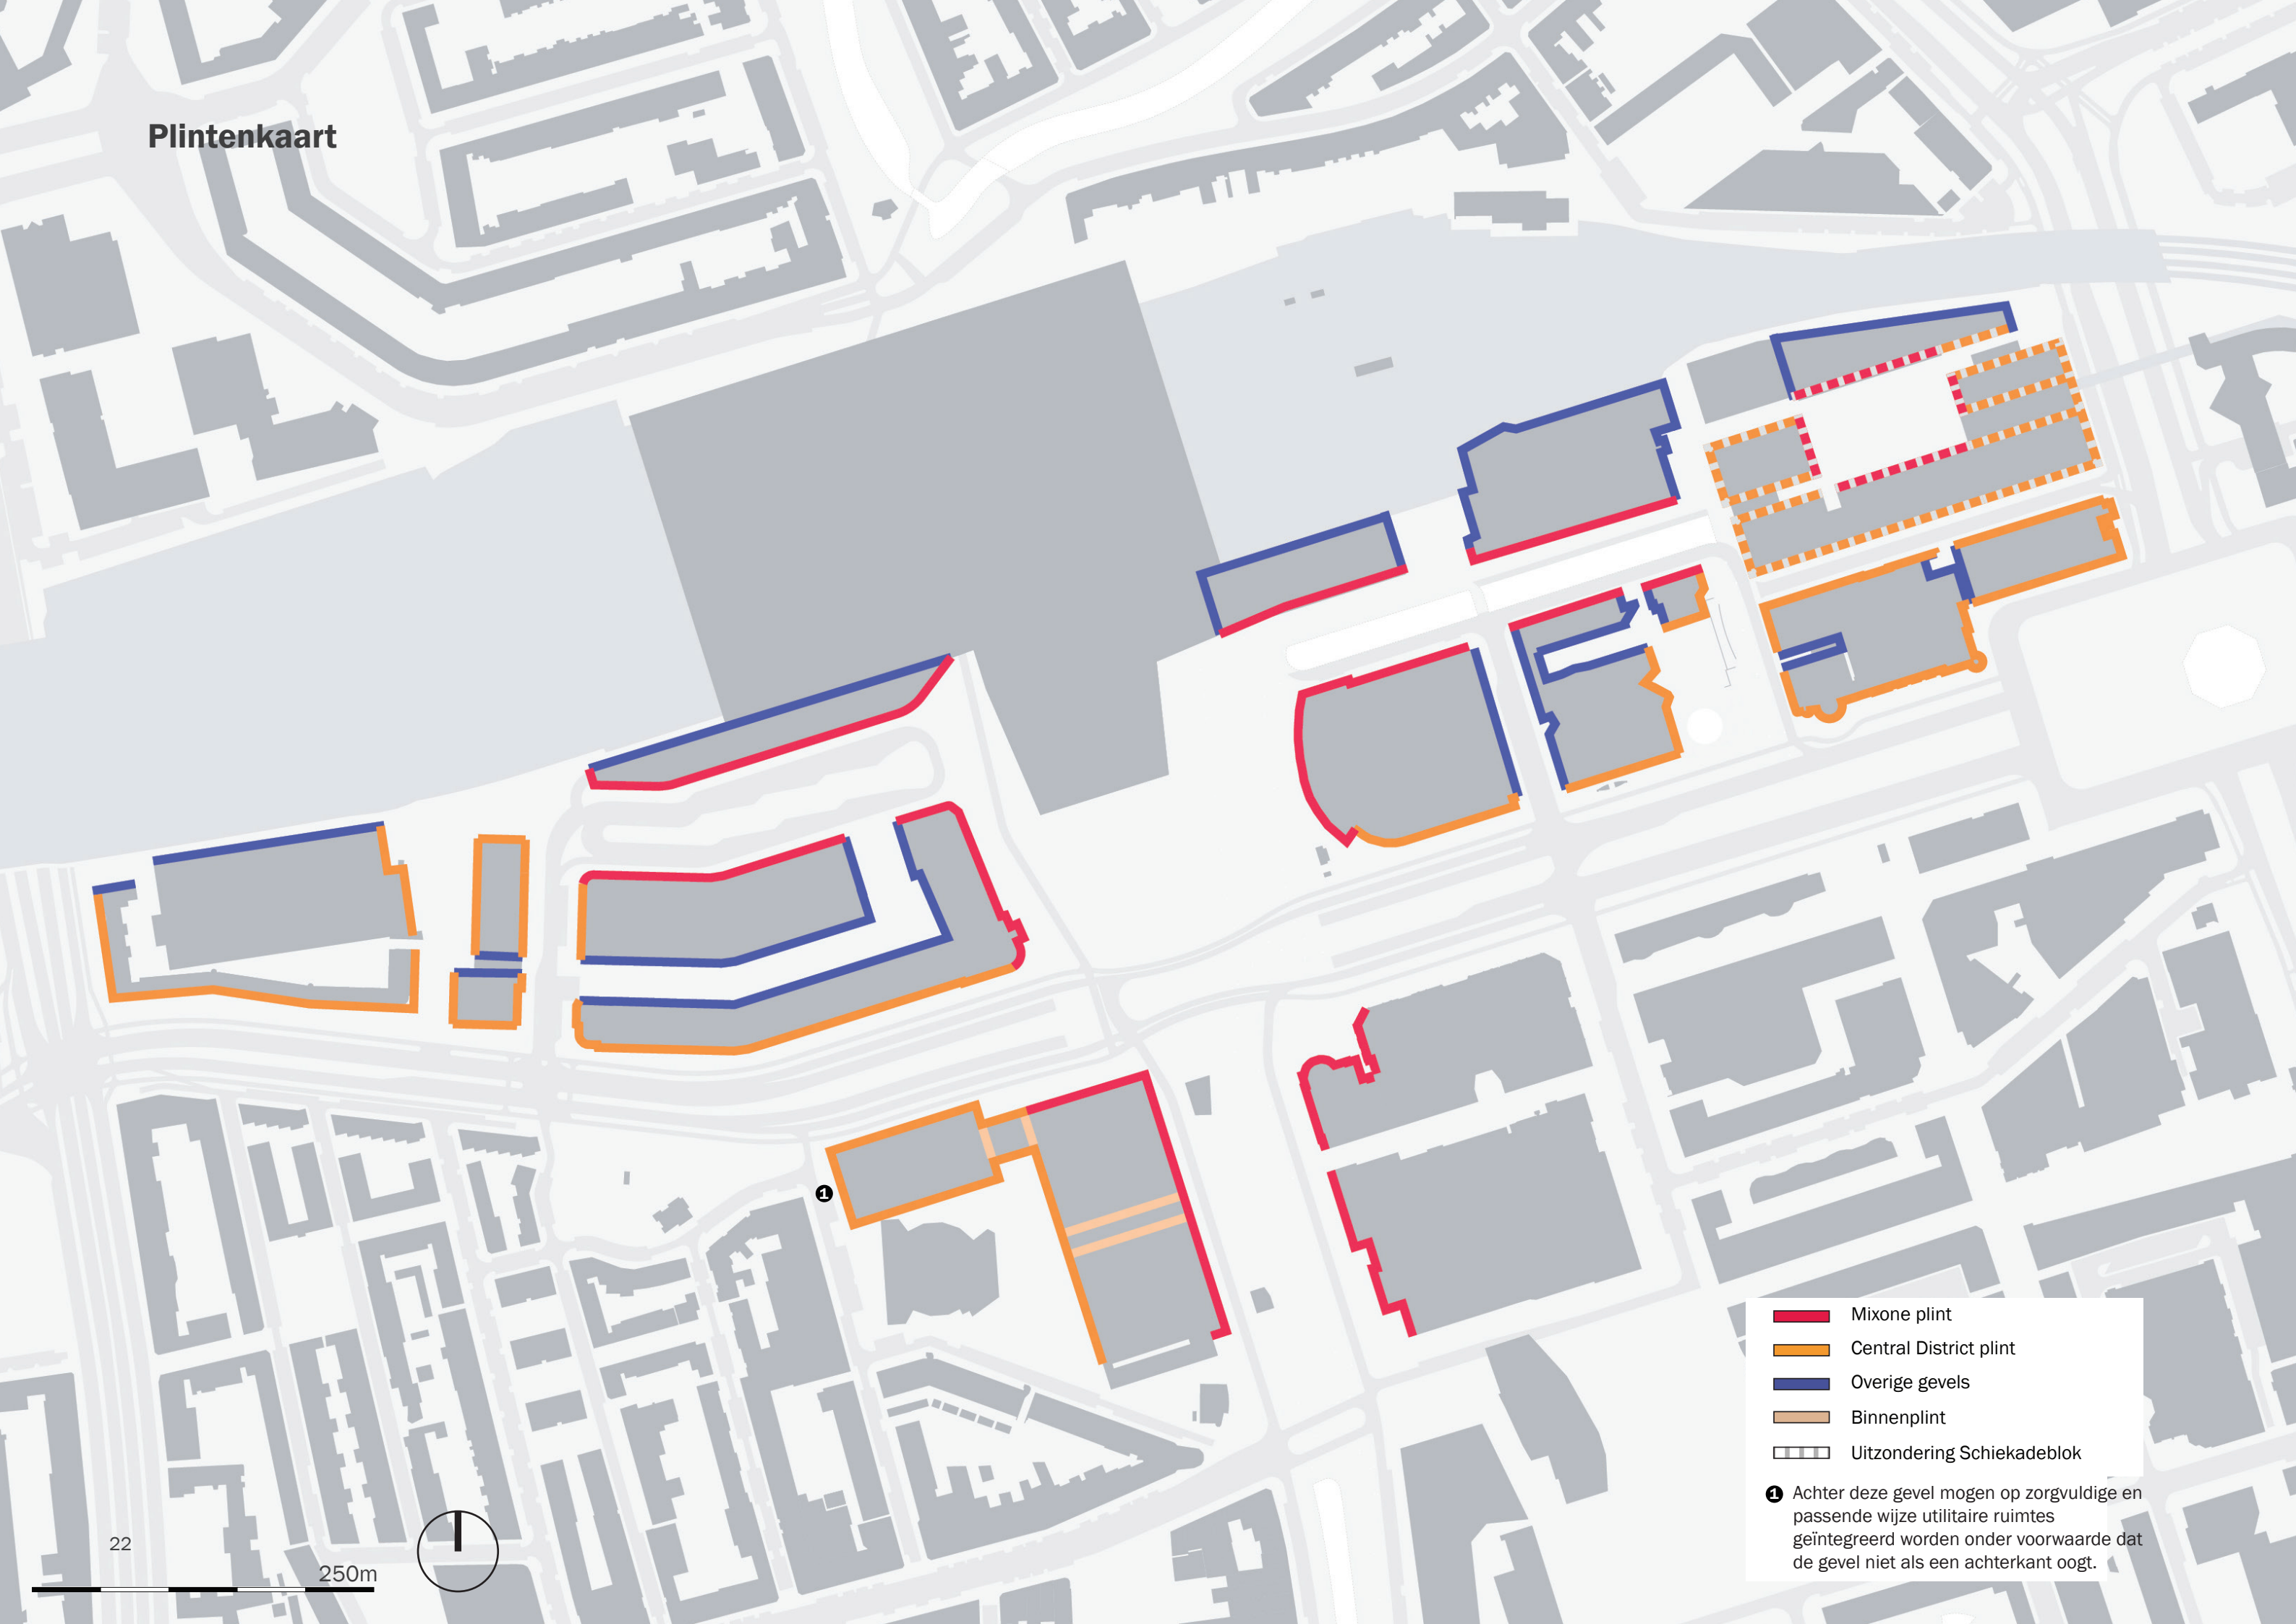 Plintenkaart
Mixone plint
Central District plint
Overige gevels
Binnenplint
Uitzondering Schiekadeblok
1 Achter deze gevel mogen op zorgvuldige en
passende wijze utilitaire ruimtes
geïntegreerd worden onder voorwaarde dat
de gevel niet als een achterkant oogt.
1
22
250m